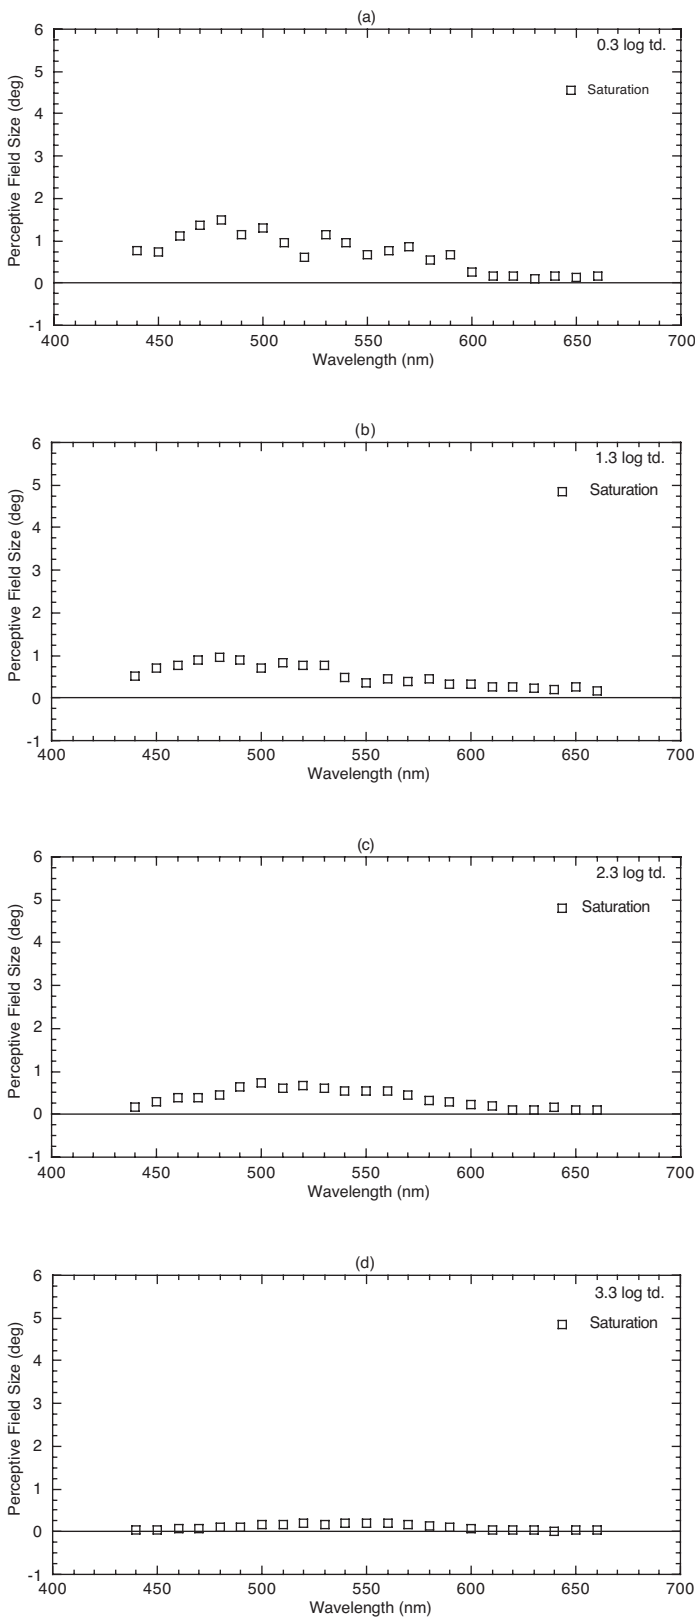 (a)
6
0.3 log td.
5
Saturation
4
3
2
1
0
-1
400 450 500 550 600 650 700
Wavelength (nm)
Perceptive Field Size (deg)
(b)
6
1.3 log td.
5
Saturation
4
3
2
1
0
-1
400 450 500 550 600 650 700
Wavelength (nm)
Perceptive Field Size (deg)
(c)
6
2.3 log td.
5
Saturation
4
3
2
1
0
-1
400 450 500 550 600 650 700
Wavelength (nm)
Perceptive Field Size (deg)
(d)
6
3.3 log td.
5
Saturation
4
3
2
1
0
-1
400 450 500 550 600 650 700
Wavelength (nm)
Perceptive Field Size (deg)